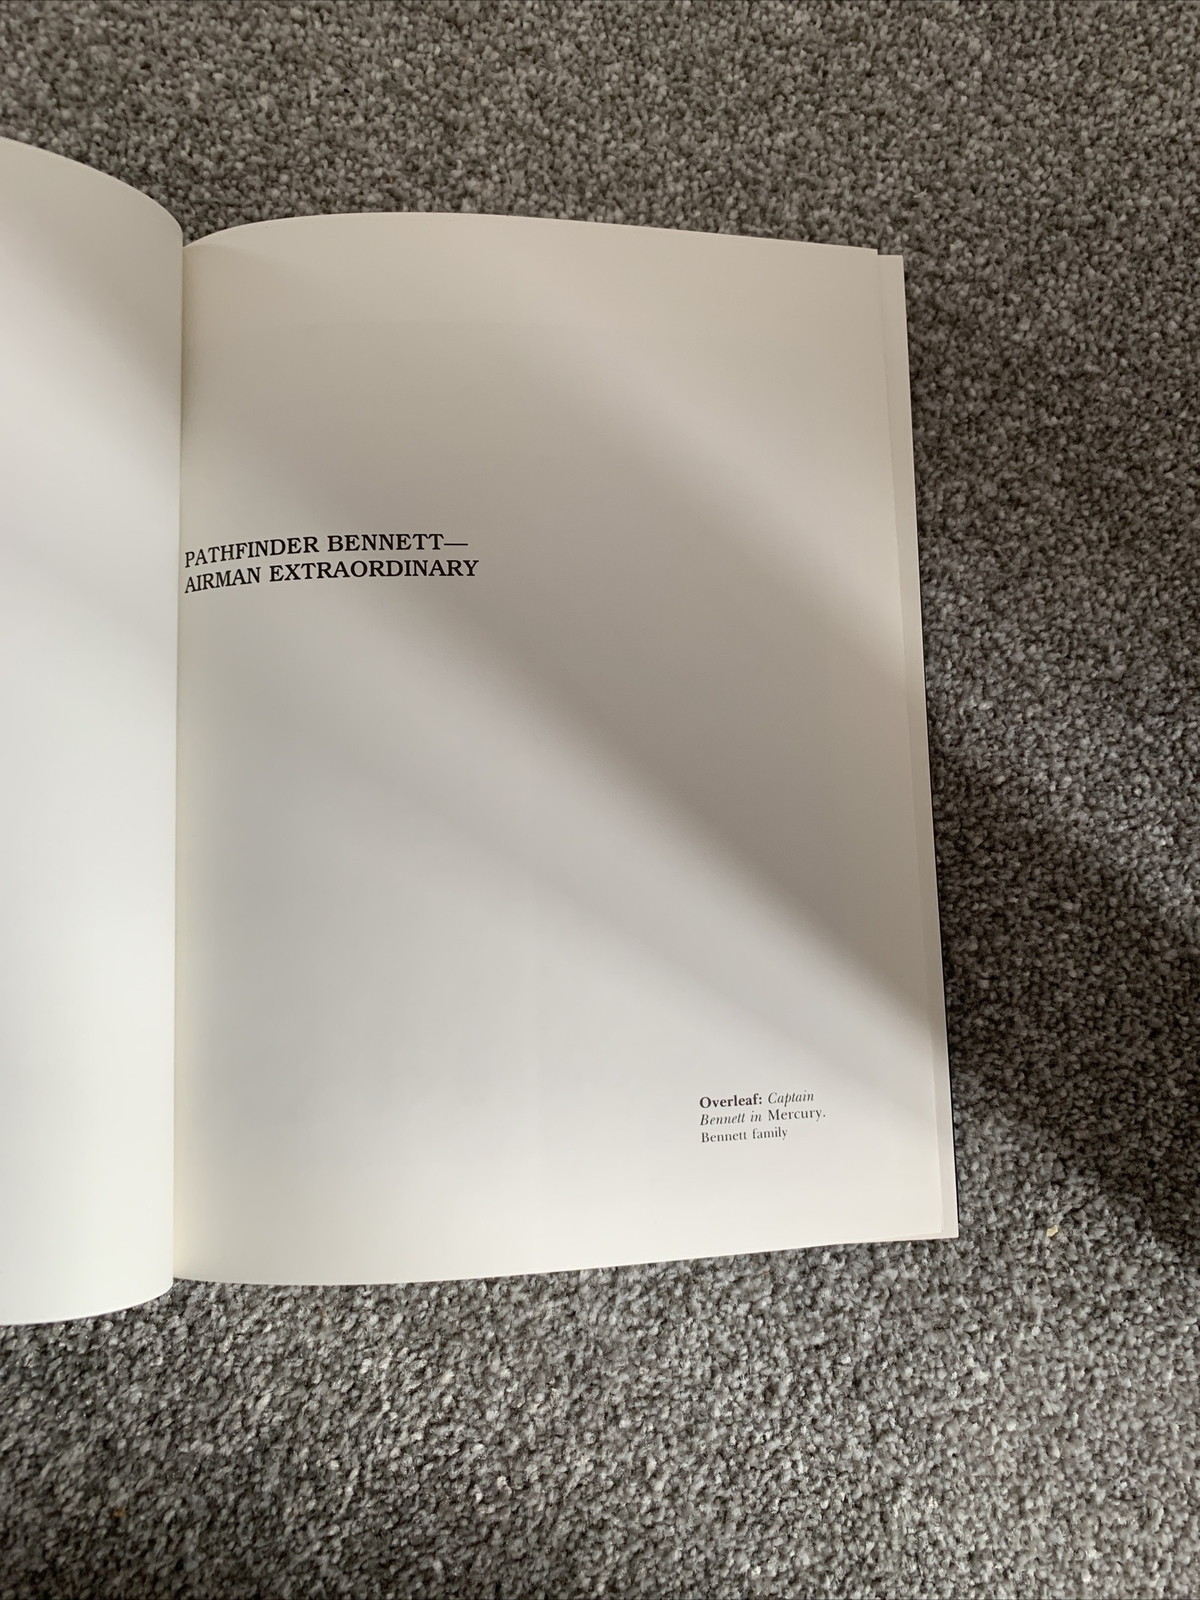 PATHFINDER BENNETT—
AIRMAN EXTRAORDINARY
Overleaf: Captain
Bennett in Mercury.
Bennett family